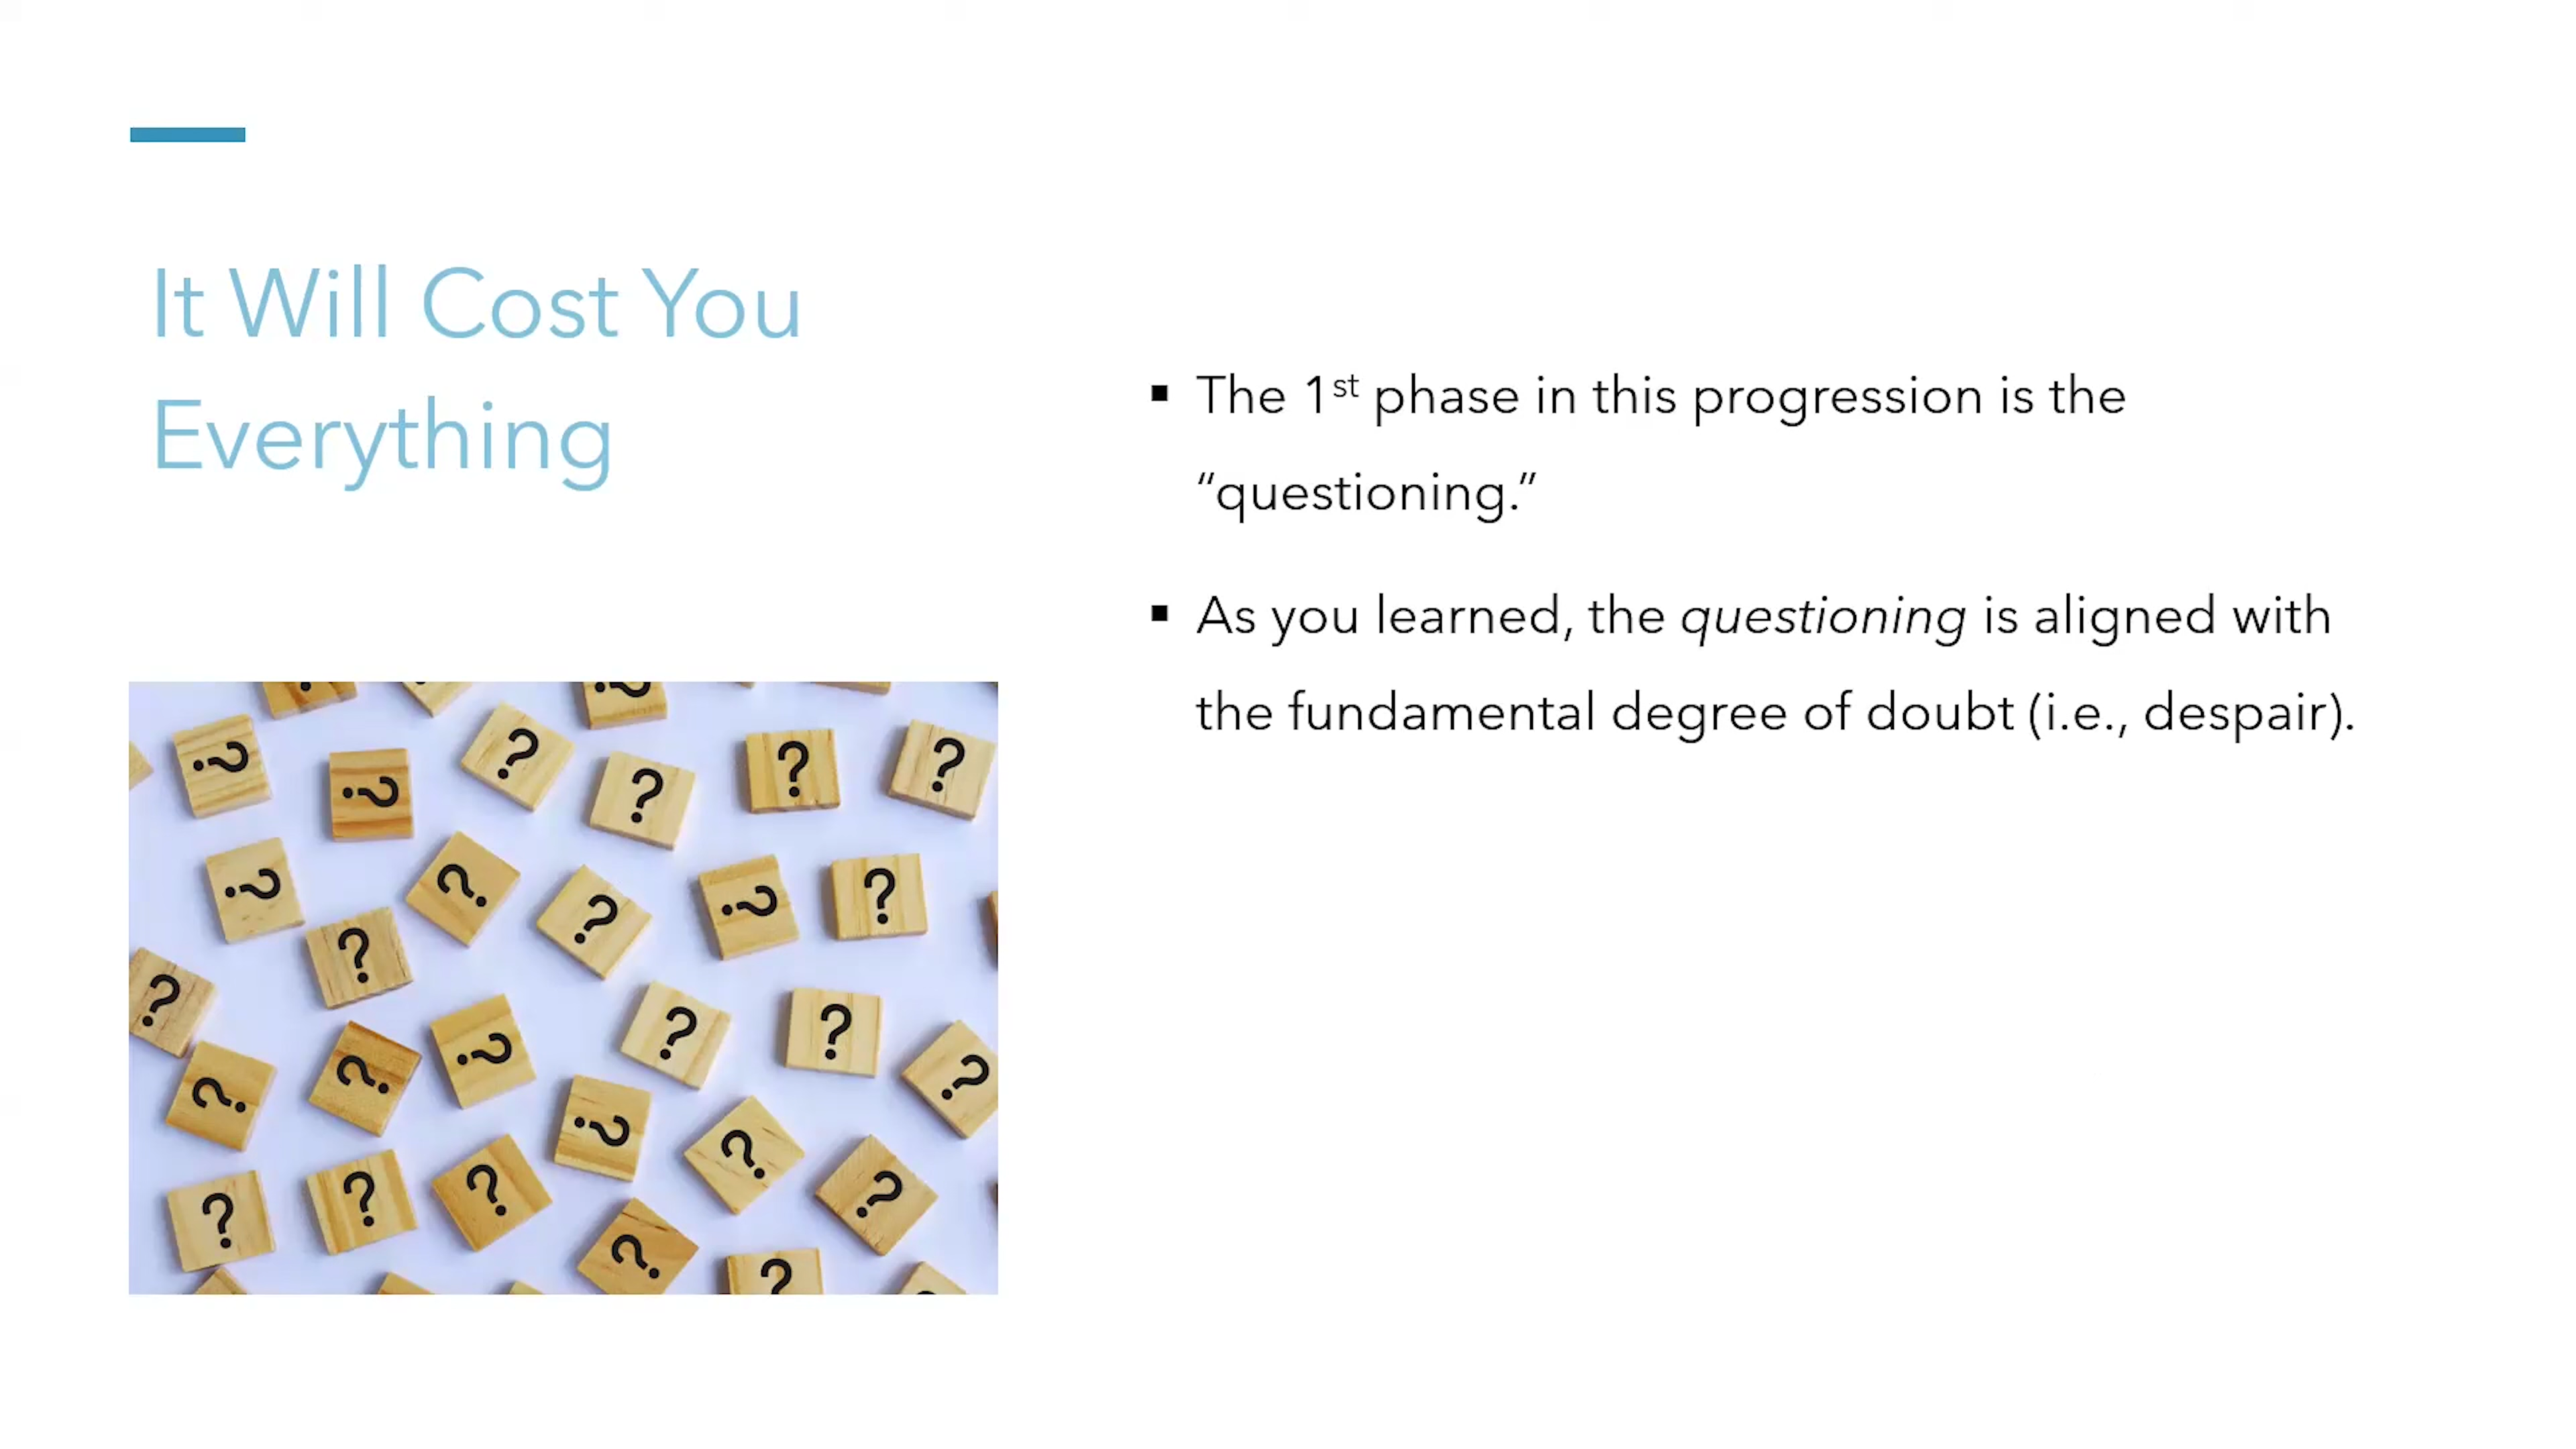 It Will Cost You
Everything
▪ The 1st phase in this progression is the
“questioning.”
▪ As you learned, the questioning is aligned with
the fundamental degree of doubt (i.e., despair).
? ? ? ? ? ?
? ? ? ? ?
? ? ? ? ?
? ? ? ? ?
? ? ? ? ?
? ?